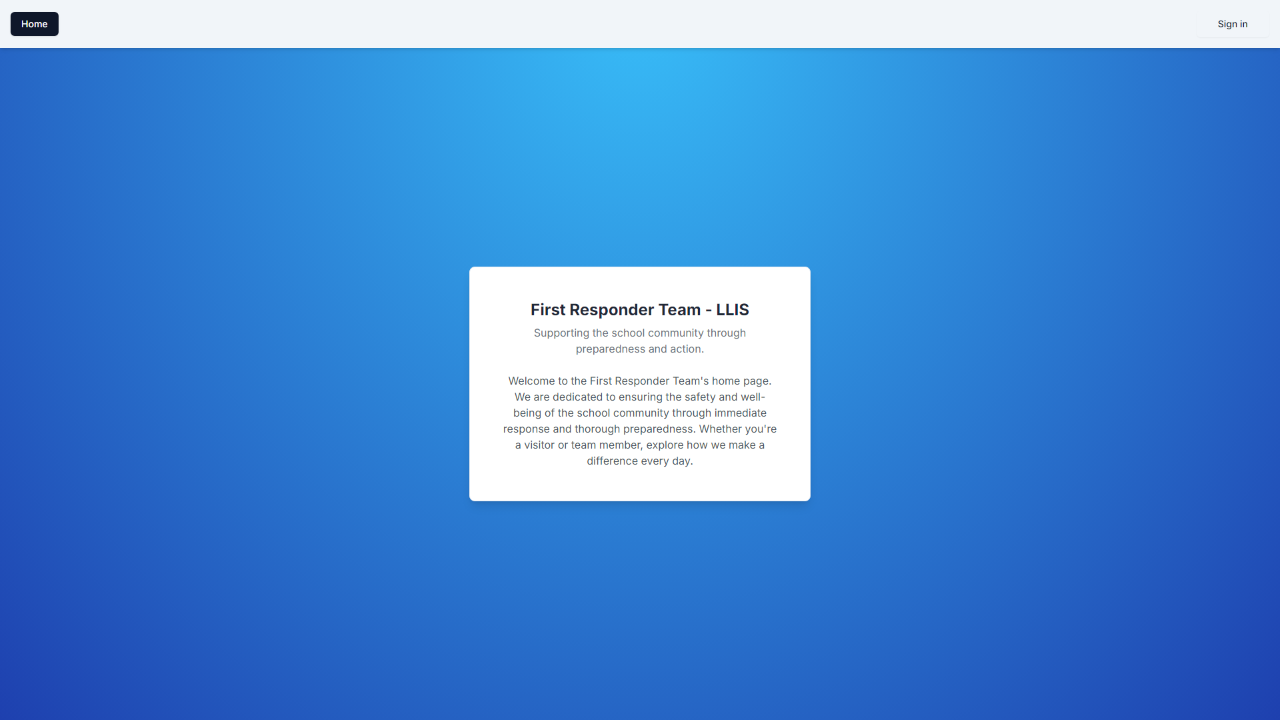 Home
Sign in
First Responder Team - LLIS
Supporting the school community through
preparedness and action.
Welcome to the First Responder Team's home page.
We are dedicated to ensuring the safety and well-
being of the school community through immediate
response and thorough preparedness. Whether you're
a visitor or team member, explore how we make a
difference every day.